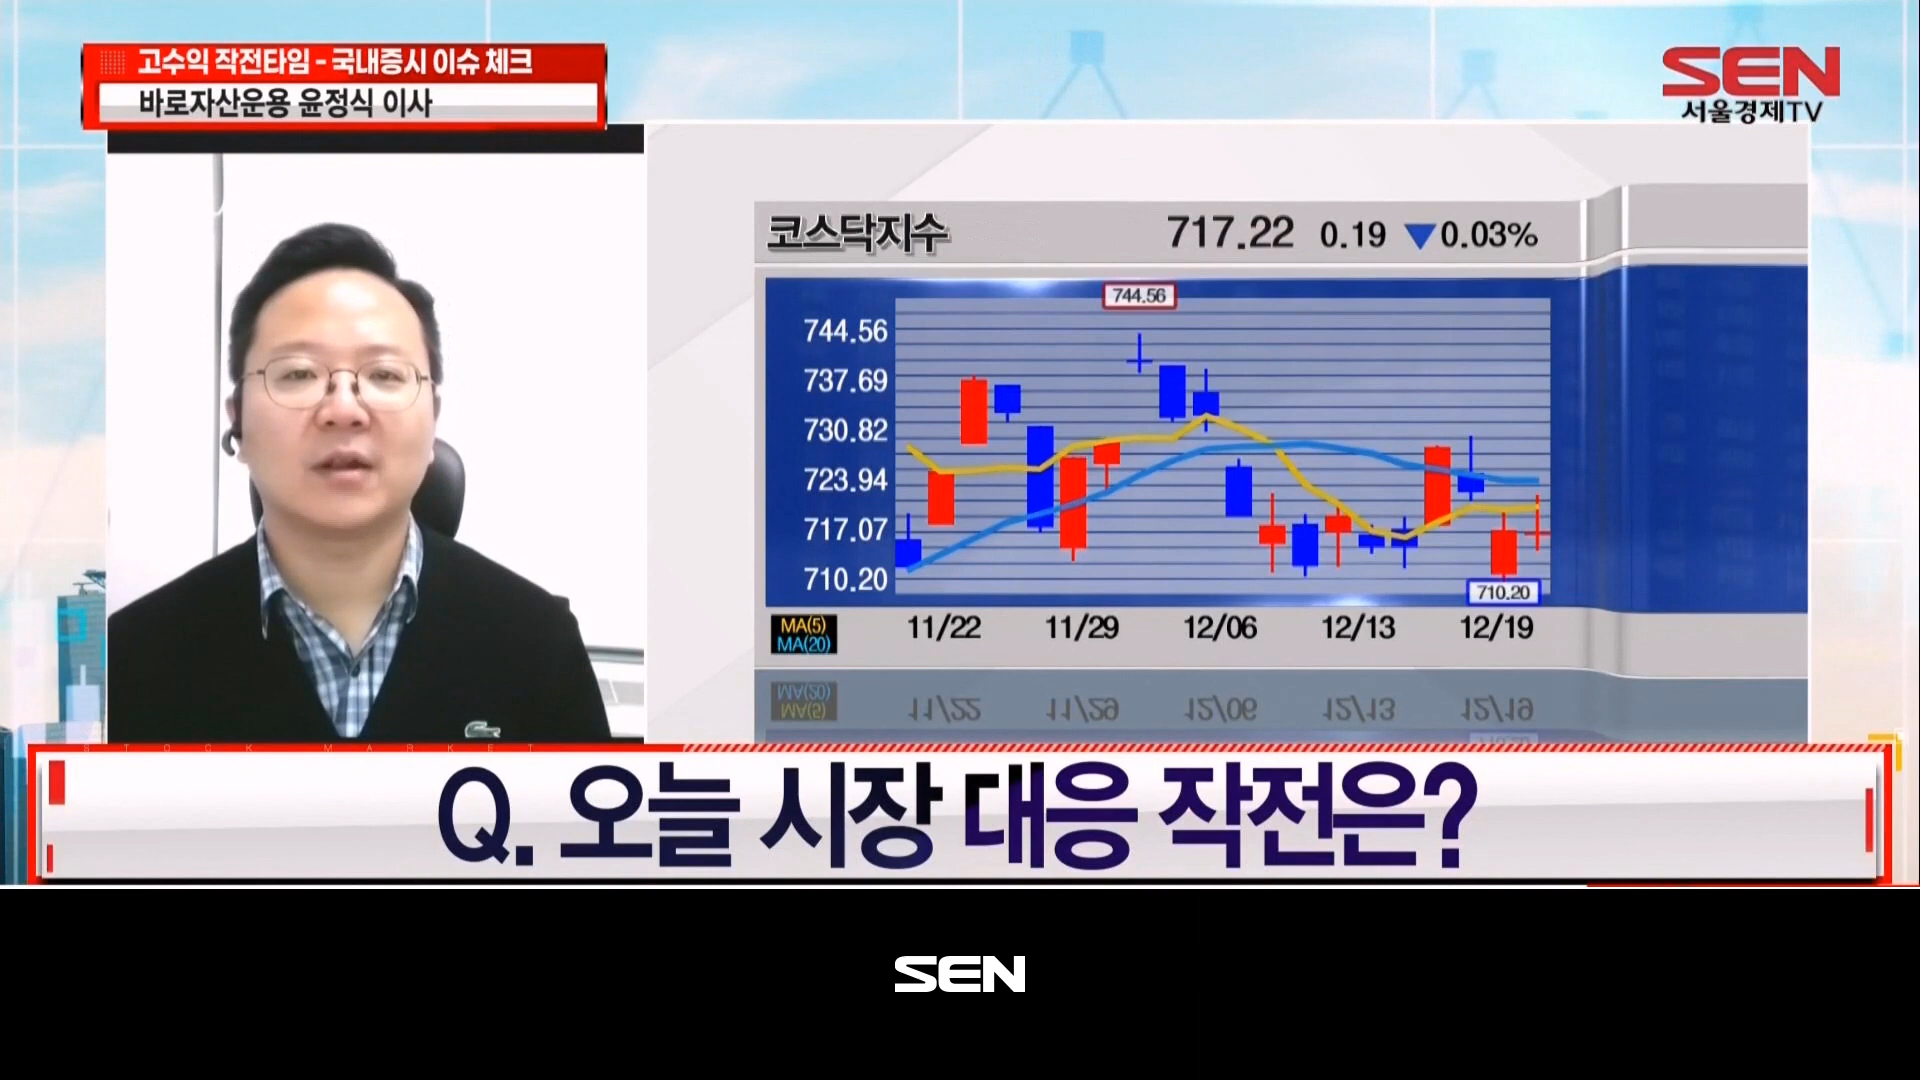 고수익 작전타임 - 국내증시 이슈 체크
바로자산운용 윤정식 이사
SEN
서울경제TV
코스닥지수 717.22 0.19 ▼0.03%
744.56
744.56
737.69
730.82
723.94
717.07
710.20
710.20
MA(5)
MA(20)
11/22 11/29 12/06 12/13 12/19
STOCK MARKET
Q. 오늘 시장 대응 작전은?
SEN